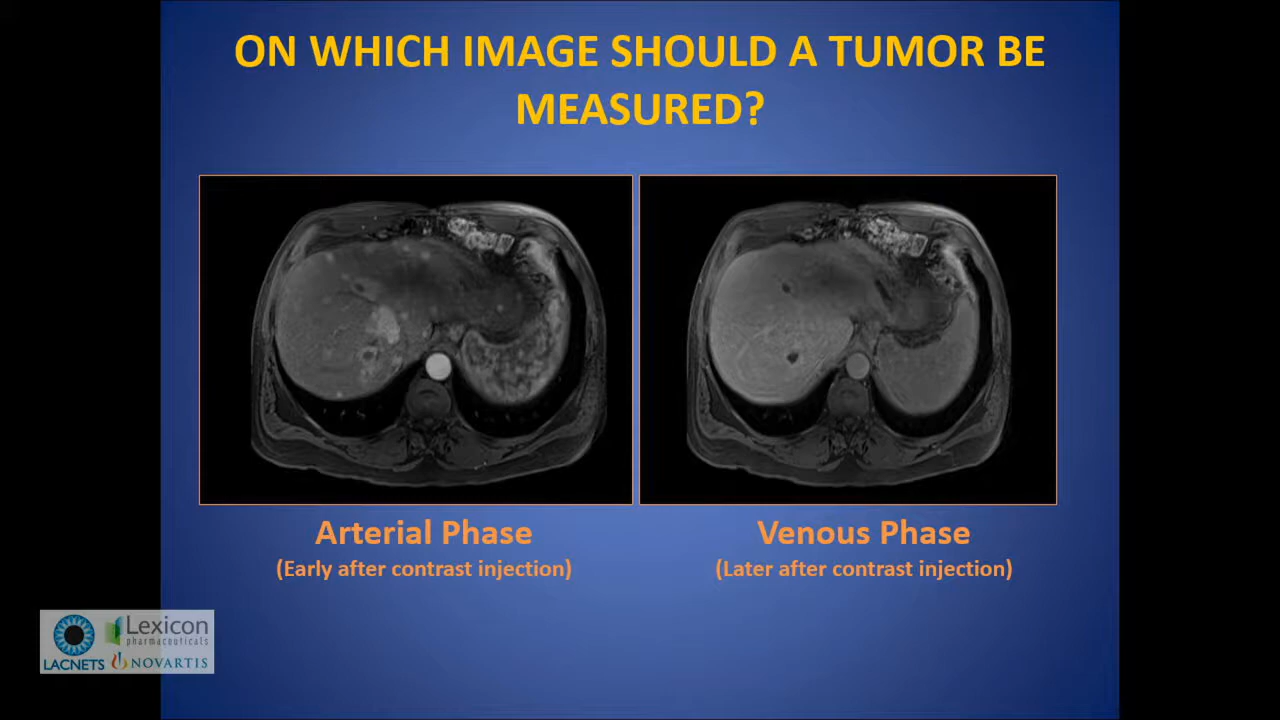 ON WHICH IMAGE SHOULD A TUMOR BE
MEASURED?
Arterial Phase
(Early after contrast injection)
Venous Phase
(Later after contrast injection)
Lexicon
pharmaceuticals
LACNETS
NOVARTIS